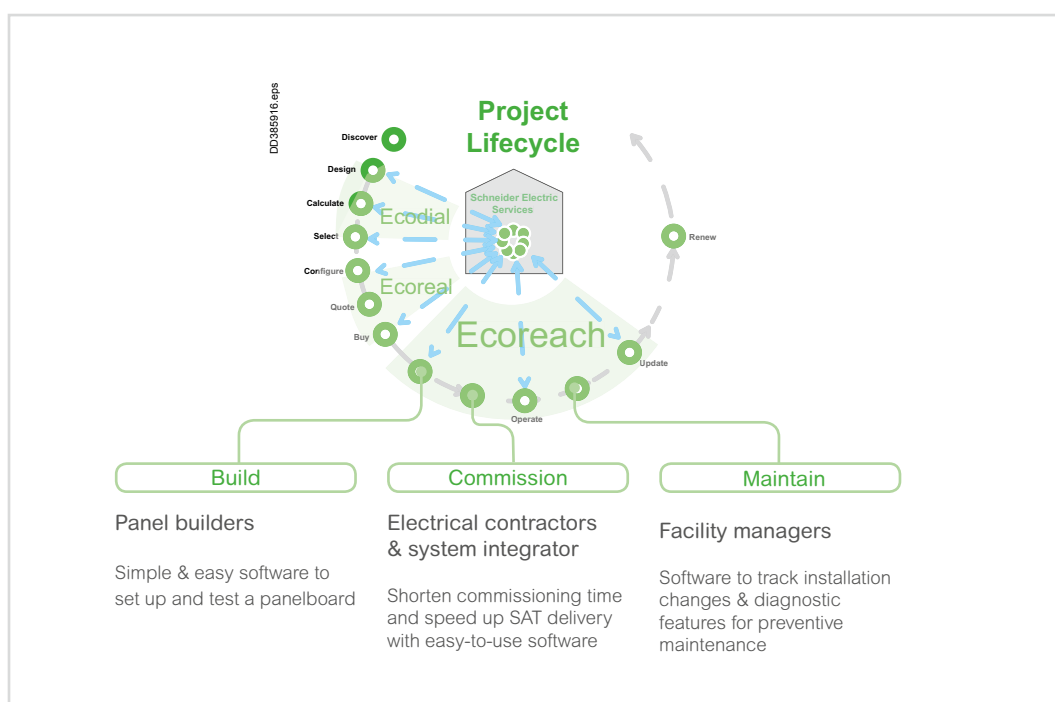 DD385916.eps
Project
Lifecycle
Discover
Design
Calculate
Select
Configure
Quote
Buy
Schneider Electric
Services
Ecodial
Ecoreal
Ecoreach
Renew
Update
Operate
Build
Panel builders
Simple & easy software to
set up and test a panelboard
Commission
Electrical contractors
& system integrator
Shorten commissioning time
and speed up SAT delivery
with easy-to-use software
Maintain
Facility managers
Software to track installation
changes & diagnostic
features for preventive
maintenance